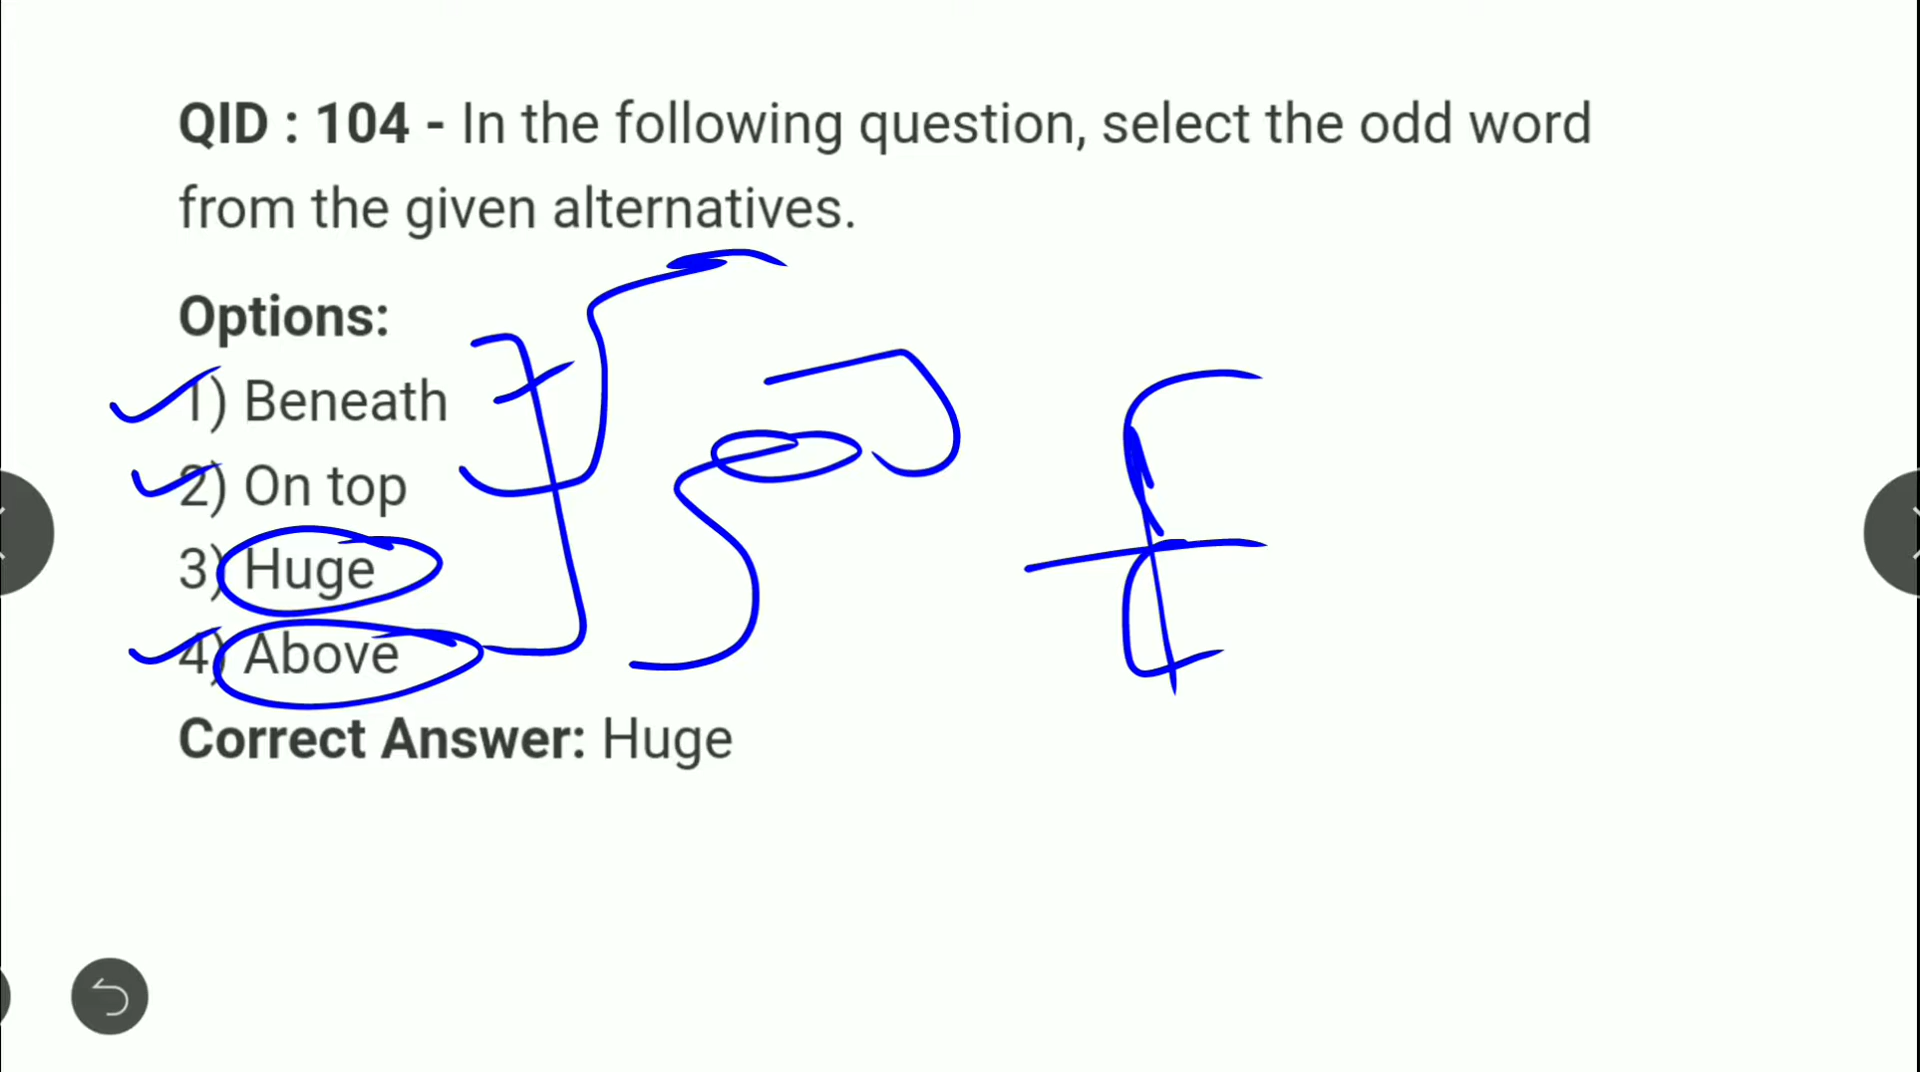 QID : 104 - In the following question, select the odd word
from the given alternatives.
Options:
1) Beneath
2) On top
3) Huge
4) Above
Correct Answer: Huge